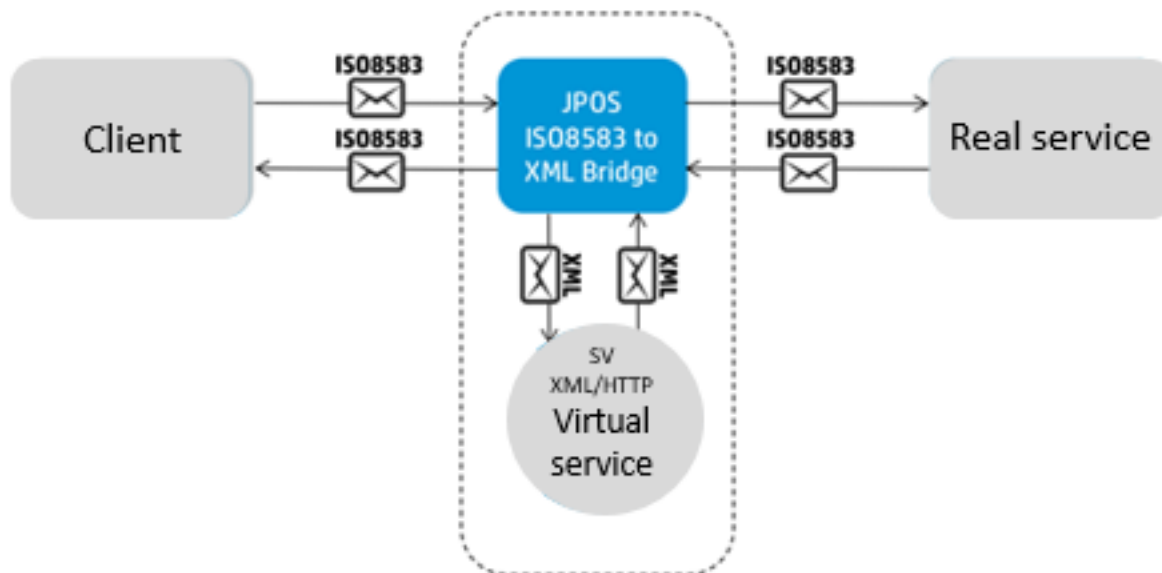 ISO8583
ISO8583
Client
ISO8583
ISO8583
JPOS
ISO8583 to
XML Bridge
Real service
XML
XML
SV
XML/HTTP
Virtual
service